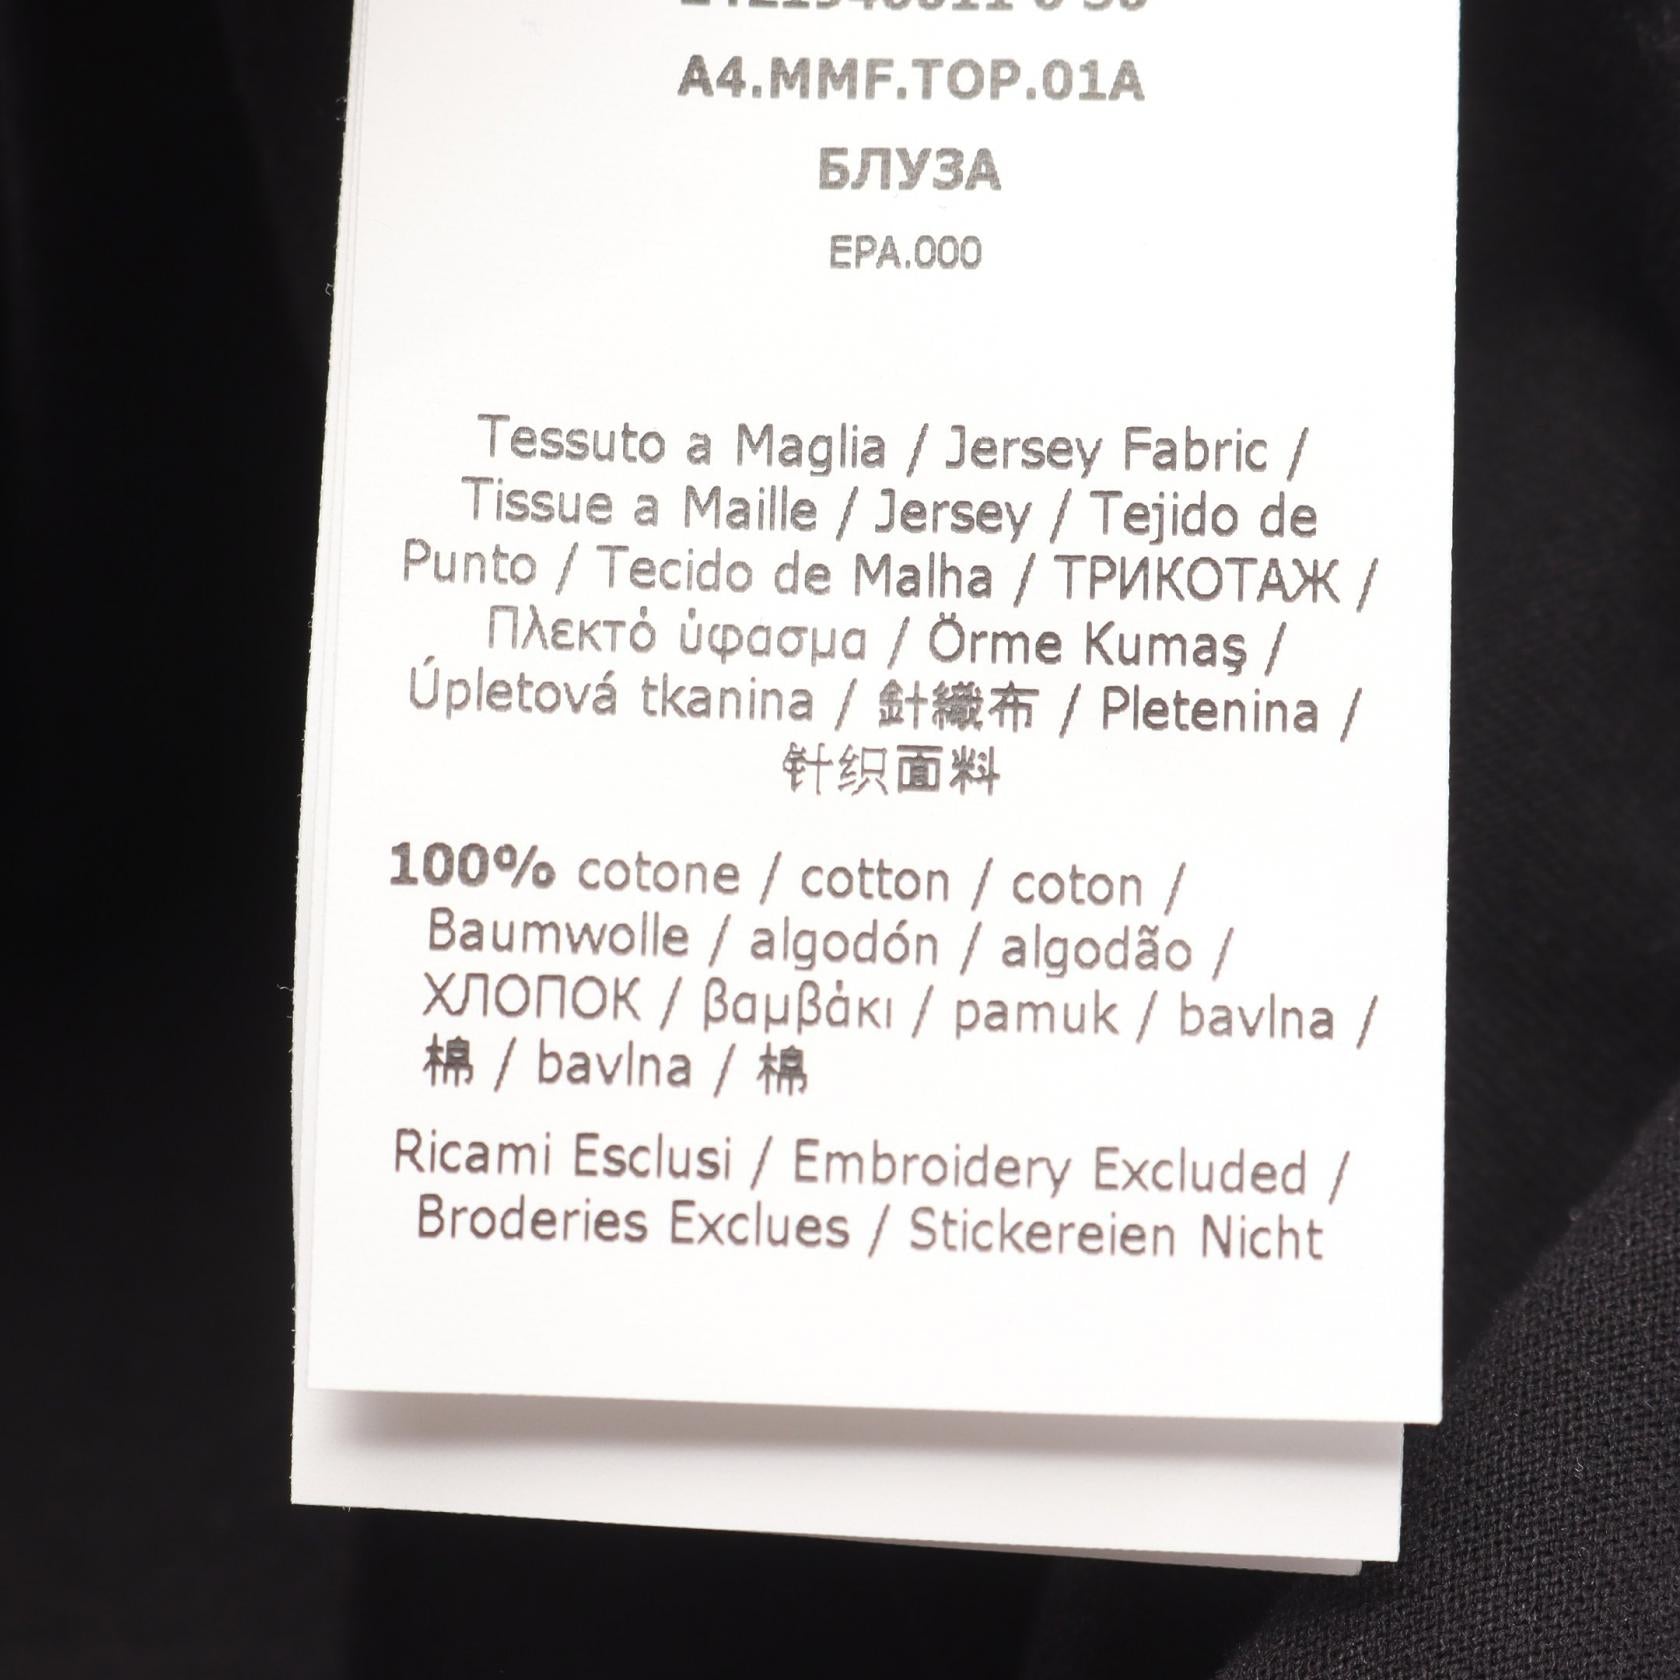 A4.MMF.TOP.01A
БЛУЗА
EPA.000
Tessuto a Maglia / Jersey Fabric /
Tissue a Maille / Jersey / Tejido de
Punto / Tecido de Malha / ТРИКОТАЖ /
Πλεκτό ύφασμα / Örme Kumaş /
Úpletová tkanina / 針織布 / Pletenina /
针织面料
100% cotone / cotton / coton /
Baumwolle / algodón / algodão /
ХЛОПОК / βαμβάκι / pamuk / bavlna /
棉 / bavlna / 棉
Ricami Esclusi / Embroidery Excluded /
Broderies Exclues / Stickereien Nicht